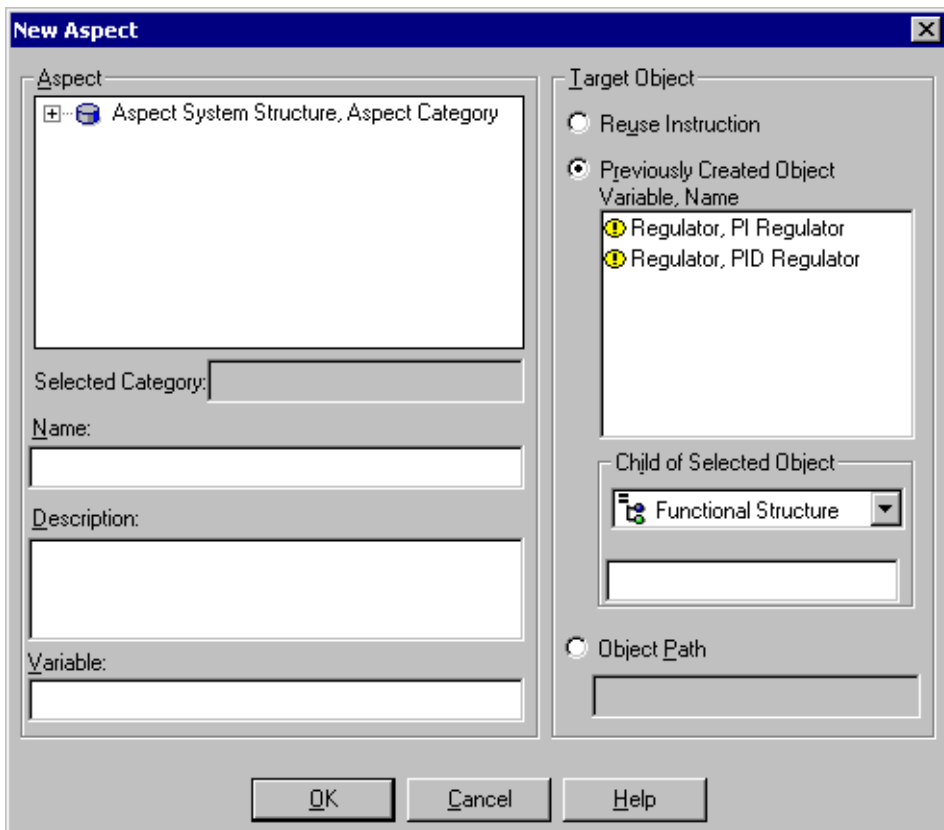 New Aspect
Aspect
Aspect System Structure, Aspect Category
Selected Category:
Name:
Description:
Variable:
Target Object
Reuse Instruction
Previously Created Object
Variable, Name
Regulator, PI Regulator
Regulator, PID Regulator
Child of Selected Object
Functional Structure
Object Path
OK
Cancel
Help